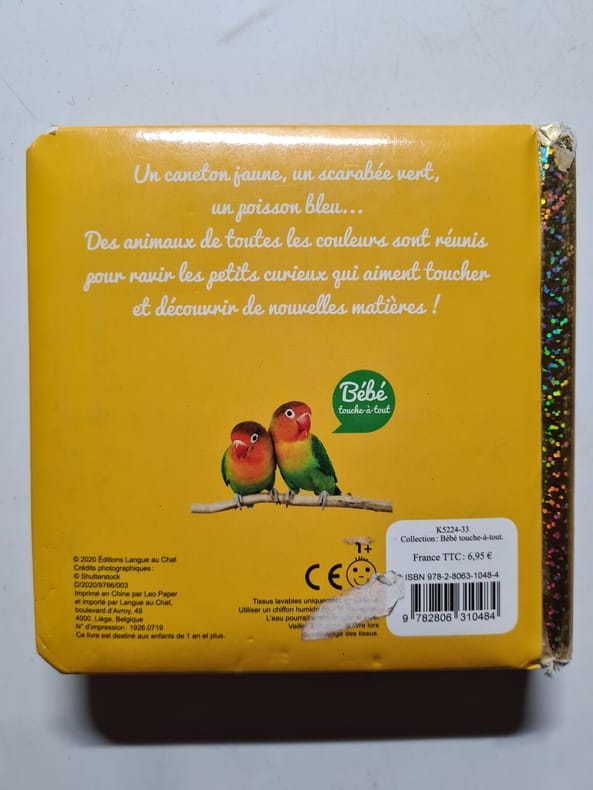 Un caneton jaune, un scarabée vert,
un poisson bleu...
Des animaux de toutes les couleurs sont réunis
pour ravir les petits curieux qui aiment toucher
et découvrir de nouvelles matières !
Bébé
touche-à-tout
© 2020 Éditions Langue au Chat
Crédits photographiques :
© Shutterstock
D/2020/9766/003
Imprimé en Chine par Leo Paper
et importé par Langue au Chat,
boulevard d'Avroy, 49
4000, Liège, Belgique
N° d'impression : 1926.0719
Ce livre est destiné aux enfants de 1 an et plus.
1+
CE
Tissus lavables
Utiliser un chiffon
L'eau
K5224-33
Collection : Bébé touche-à-tout.
France TTC : 6,95 €
ISBN 978-2-8063-1048-4
9 782806 310484